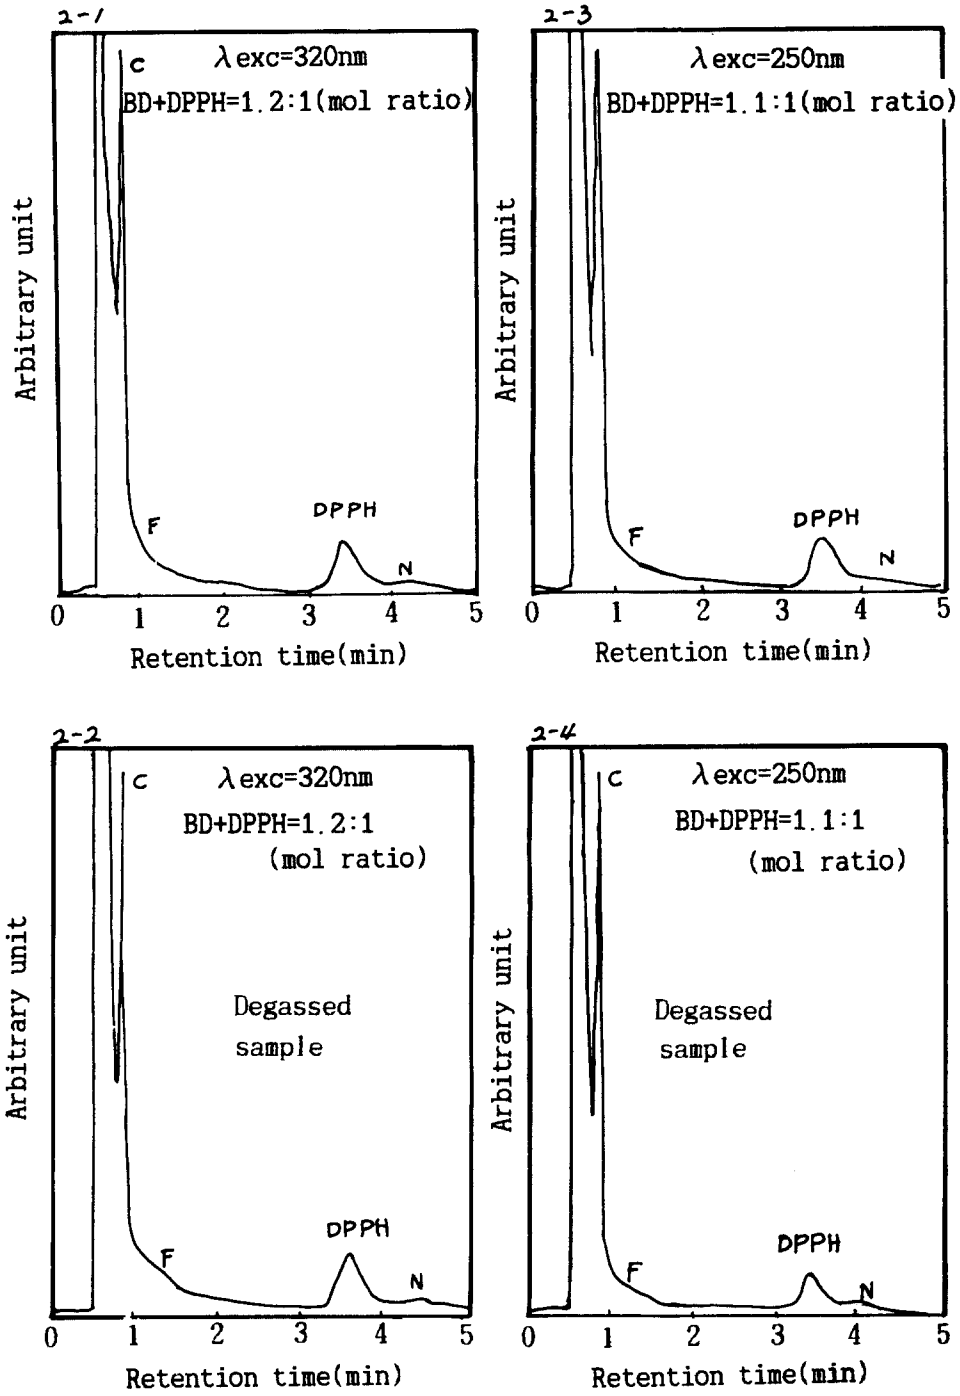 2-1
C
λexc=320nm
BD+DPPH=1.2:1(mol ratio)
Arbitrary unit
F
DPPH
N
0 1 2 3 4 5
Retention time(min)
2-3
λexc=250nm
BD+DPPH=1.1:1(mol ratio)
Arbitrary unit
F
DPPH
N
0 1 2 3 4 5
Retention time(min)
2-2
C
λexc=320nm
BD+DPPH=1.2:1
(mol ratio)
Degassed
sample
Arbitrary unit
F
DPPH
N
0 1 2 3 4 5
Retention time(min)
2-4
C
λexc=250nm
BD+DPPH=1.1:1
(mol ratio)
Degassed
sample
Arbitrary unit
F
DPPH
N
0 1 2 3 4 5
Retention time(min)